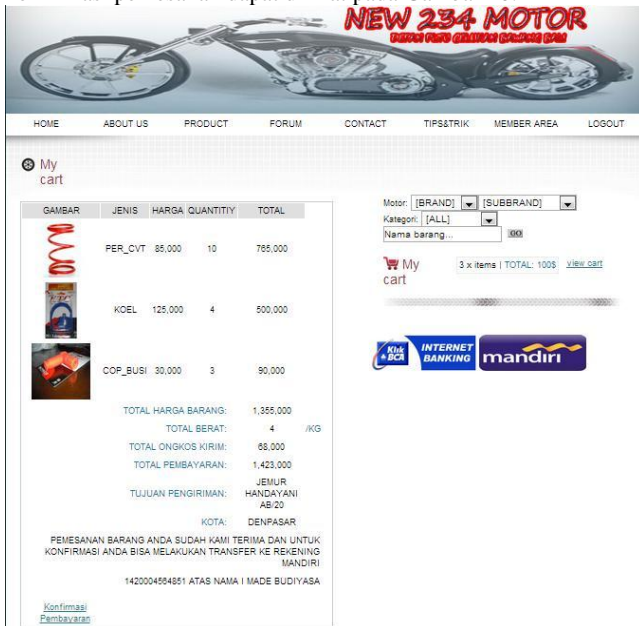 NEW 234 MOTOR
HOME ABOUT US PRODUCT FORUM CONTACT TIPS&TRIK MEMBER AREA LOGOUT
My
cart
GAMBAR JENIS HARGA QUANTITIY TOTAL
PER_CVT 85,000 10 765,000
KOEL 125,000 4 500,000
COP_BUSI 30,000 3 90,000
TOTAL HARGA BARANG: 1,355,000
TOTAL BERAT: 4 /KG
TOTAL ONGKOS KIRIM: 68,000
TOTAL PEMBAYARAN: 1,423,000
TUJUAN PENGIRIMAN: JEMUR
HANDAYANI
AB/20
KOTA: DENPASAR
PEMESANAN BARANG ANDA SUDAH KAMI TERIMA DAN UNTUK
KONFIRMASI ANDA BISA MELAKUKAN TRANSFER KE REKENING
MANDIRI
1420004564851 ATAS NAMA I MADE BUDIYASA
Konfirmasi
Pembayaran
Motor: [BRAND] [SUBBRAND]
Kategori: [ALL]
Nama barang... GO
My
cart
3 x items | TOTAL: 100$ view cart
Klik
BCA
INTERNET
BANKING
mandiri